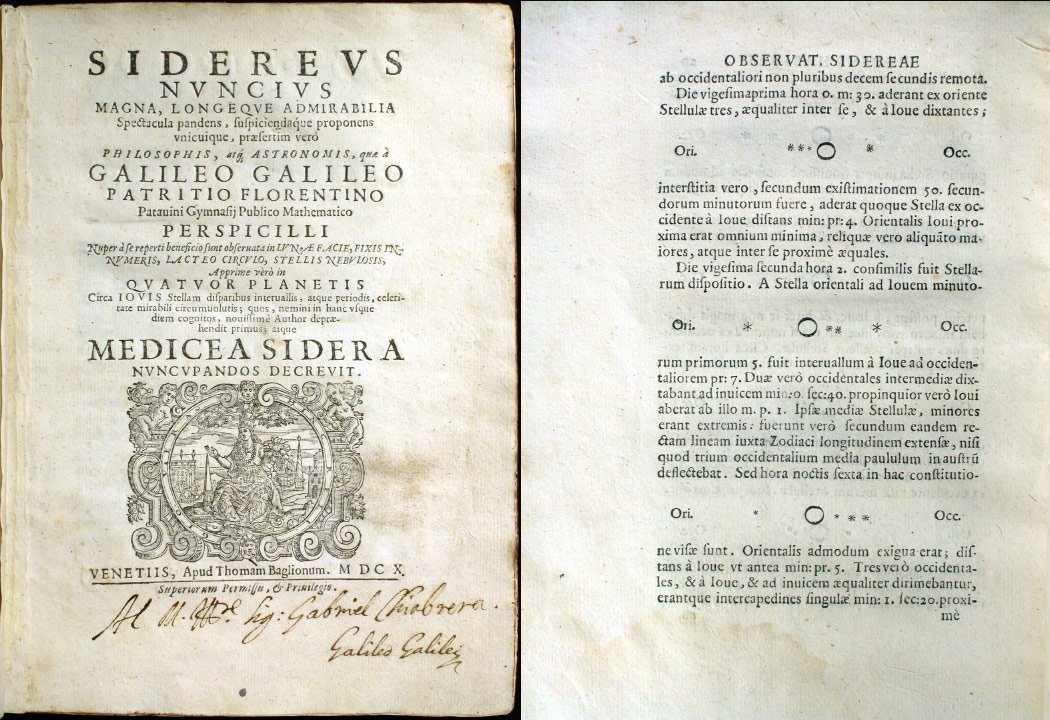 SIDEREVS
NVNCIVS
MAGNA, LONGEQVE ADMIRABILIA
Spectacula pandens, suspiciendaque proponens
vnicuique, præsertim verò
PHILOSOPHIS, atq́ ASTRONOMIS, quæ à
GALILEO GALILEO
PATRITIO FLORENTINO
Patauini Gymnasij Publico Mathematico
PERSPICILLI
Nuper à se reperti beneficio sunt obseruata in LVNÆ FACIE, FIXIS IN-
NVMERIS, LACTEO CIRCVLO, STELLIS NEBVLOSIS,
Apprime verò in
QVATVOR PLANETIS
Circa IOVIS Stellam disparibus interuallis, atque periodis, celeri-
tate mirabili circumuolutis; quos, nemini in hanc vsque
diem cognitos, nouissimè Author depræ-
hendit primus; atque
MEDICEA SIDERA
NVNCVPANDOS DECREVIT.
VENETIIS, Apud Thomam Baglionum. M DC X.
Superiorum Permissu, & Priuilegio.
Al M. Sig: Gabriel Chiabrera.
Galileo Galilei
OBSERVAT. SIDEREAE
ab occidentaliori non pluribus decem secundis remota.
Die vigesimaprima hora 0. m: 30. aderant ex oriente
Stellulæ tres, æqualiter inter se, & à Ioue dixtantes;
Ori. ** * O * Occ.
interstitia vero, secundum existimationem 50. secun-
dorum minutorum fuere, aderat quoque Stella ex oc-
cidente à Ioue distans min: pr: 4. Orientalis Ioui pro-
xima erat omnium minima, reliquæ vero aliquāto ma-
iores, atque inter se proximè æquales.
Die vigesima secunda hora 2. consimilis fuit Stella-
rum dispositio. A Stella orientali ad Iouem minuto-
Ori. * O ** * Occ.
rum primorum 5. fuit interuallum à Ioue ad occiden-
taliorem pr: 7. Duæ verò occidentales intermediæ dix-
tabant ad inuicem min: 0. sec: 40. propinquior verò Ioui
aberat ab illo m. p. 1. Ipsæ mediæ Stellulæ, minores
erant extremis: fuerunt verò secundum eandem re-
ctam lineam iuxta Zodiaci longitudinem extensæ, nisi
quod trium occidentalium media paululum in austrū
deflectebat. Sed hora noctis sexta in hac constitutio-
Ori. * O * * * Occ.
ne visæ sunt. Orientalis admodum exigua erat; dis-
tans à Ioue vt antea min: pr: 5. Tres verò occidenta-
les, & à Ioue, & ad inuicem æqualiter dirimebantur,
erantque intercapedines singulæ min: 1. sec: 20. proxi-
mè